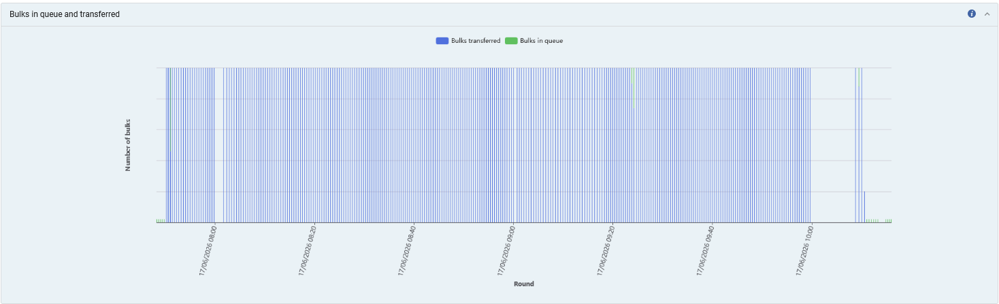 Bulks in queue and transferred
i
Bulks transferred
Bulks in queue
Number of bulks
17/06/2026 08:00
17/06/2026 08:20
17/06/2026 08:40
17/06/2026 09:00
17/06/2026 09:20
17/06/2026 09:40
17/06/2026 10:00
Round